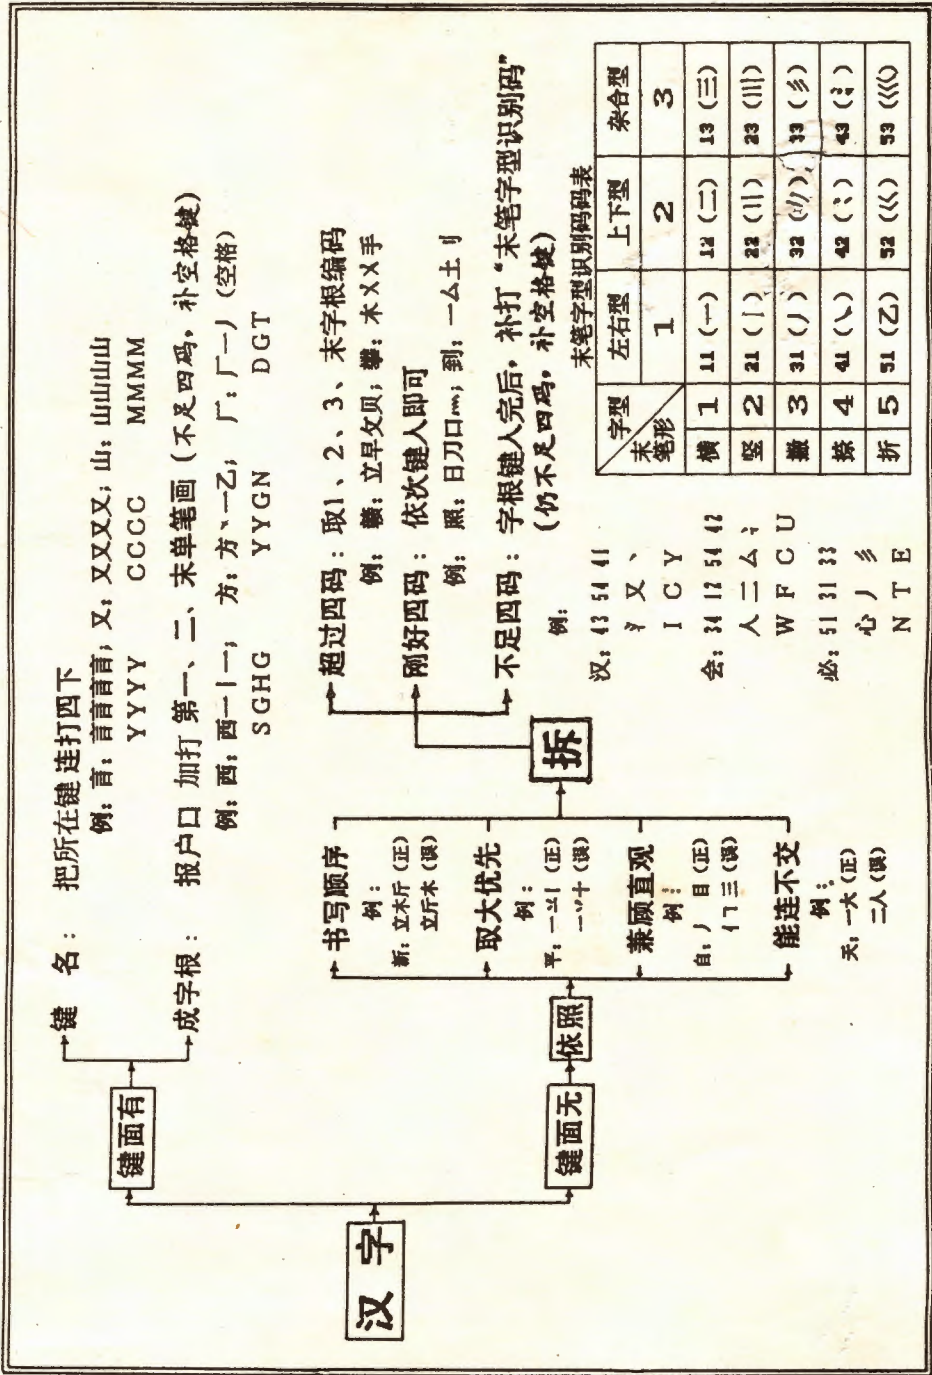 汉字
键面有
键名：把所在键连打四下
例：言：言言言言；又：又又又又；山：山山山山
YYYY CCCC MMMM
成字根：报户口 加打 第一、二、末单笔画（不足四码，补空格键）
例：西：西一丨一； 方：方丶一乙； 厂：厂一丿（空格）
SGHG YYGN DGT
键面无
依照
书写顺序
例：
新：立木斤（正）
立斤木（误）
取大优先
例：
平：一䒑丨（正）
一丷十（误）
兼顾直观
例：
自：丿目（正）
亻𠃍三（误）
能连不交
例：
天：一大（正）
二人（误）
拆
超过四码：取1、2、3、末字根编码
例：赣：立早夂贝；攀：木㐅㐅手
刚好四码：依次键入即可
例：照：日刀口灬；到：一厶土刂
不足四码：字根键入完后，补打“末笔字型识别码”
（仍不足四码，补空格键）
例：
汉：43 54 41
氵 又 丶
I C Y
会：34 12 54 42
人 二 厶 冫
W F C U
必：51 31 33
心 丿 彡
N T E
末笔字型识别码表
字型 末笔形 左右型 上下型 杂合型
1 2 3
横 1 11（一） 12（二） 13（三）
竖 2 21（丨） 22（刂） 23（川）
撇 3 31（丿） 32（） 33（彡）
捺 4 41（丶） 42（冫） 43（氵）
折 5 51（乙） 52（巜） 53（巛）